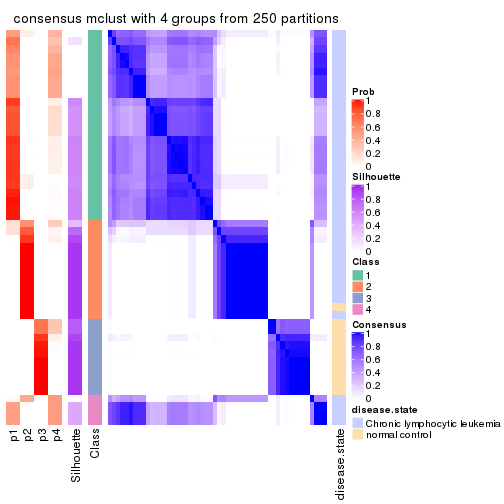 consensus mclust with 4 groups from 250 partitions
Prob
1
0.8
0.6
0.4
0.2
0
Silhouette
1
0.8
0.6
0.4
0.2
0
Class
1
2
3
4
Consensus
1
0.8
0.6
0.4
0.2
0
disease.state
Chronic lymphocytic leukemia
normal control
p1
p2
p3
p4
Silhouette
Class
disease.state